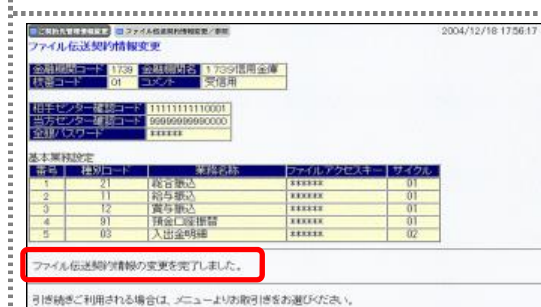 ご契約先管理情報変更 ファイル伝送契約情報変更/参照 2004/12/18 17:56:17
ファイル伝送契約情報変更
金融機関コード 1739 金融機関名 1739信用金庫
枝番コード 01 コメント 受信用
相手センター確認コード 11111111110001
当方センター確認コード 99999999990000
全銀パスワード ******
基本業務設定
番号 種別コード 業務名称 ファイルアクセスキー サイクル
1 21 総合振込 ****** 01
2 11 給与振込 ****** 01
3 12 賞与振込 ****** 01
4 91 預金口座振替 ****** 01
5 03 入出金明細 ****** 02
ファイル伝送契約情報の変更を完了しました。
引き続きご利用される場合は、メニューよりお取引きをお選びください。